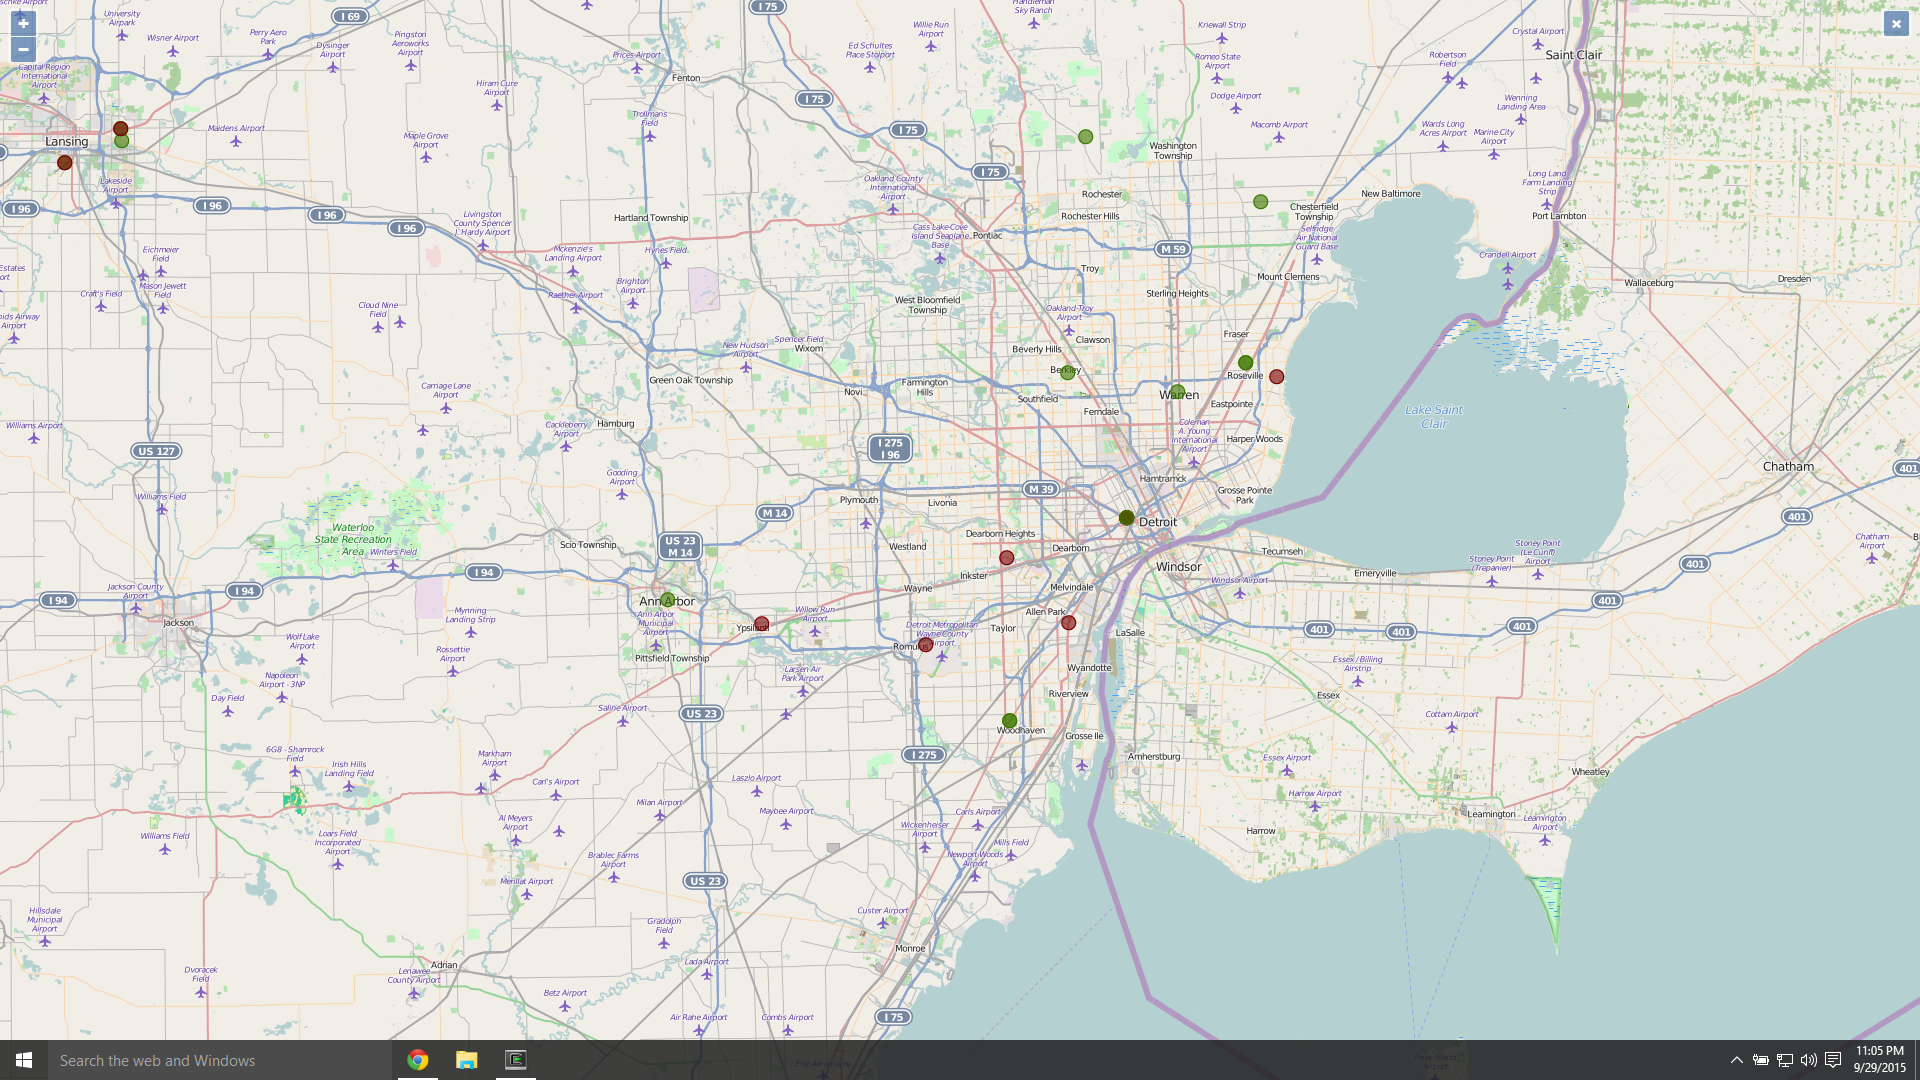 I 69
I 75
Handleman
Sky Ranch
University
Airpark
Wisner Airport
Perry Aero
Park
Dysinger
Airport
Pingston
Aeroworks
Airport
Prices Airport
Ed Schultes
Place Stolport
Willie Run
Airport
Kriewall Strip
Romeo State
Airport
Robertson
Field
Crystal Airport
Saint Clair
Capital Region
International
Airport
Hiram Cure
Airport
Fenton
I 75
Dodge Airport
Wenning
Landing Area
Maidens Airport
Maple Grove
Airport
Trollmans
Field
I 75
Macomb Airport
Wards Long
Acres Airport
Marine City
Airport
Lansing
Washington
Township
Lakeside
Airport
I 75
Oakland County
International
Airport
Rochester
Rochester Hills
Long Land
Farm Landing
Strip
New Baltimore
I 96
I 96
I 96
I 96
Livingston
County Spencer
J. Hardy Airport
Hartland Township
Chesterfield
Township
Port Lambton
Selfridge
Air National
Guard Base
Cass Lake-Cove
Island Seaplane
Base
Pontiac
M 59
Eichmeier
Field
Mckenzie's
Landing Airport
Hynes Field
Troy
Mount Clemens
Crandell Airport
Wallaceburg
Dresden
Craft's Field
Mason Jewett
Field
Cloud Nine
Field
Raether Airport
Brighton
Airport
West Bloomfield
Township
Sterling Heights
Oakland-Troy
Airport
Fraser
New Hudson
Airport
Spencer Field
Wixom
Clawson
Beverly Hills
Berkley
Roseville
Green Oak Township
Farmington
Hills
Novi
Southfield
Warren
Eastpointe
Carriage Lane
Airport
Ferndale
Lake Saint
Clair
Williams Airport
Cackleberry
Airport
Hamburg
Coleman
A. Young
International
Airport
Harper Woods
US 127
I 275
I 96
Chatham
401
Gooding
Airport
Hamtramck
Grosse Pointe
Park
Williams Field
Plymouth
Livonia
M 39
M 14
Detroit
401
Waterloo
State Recreation
Area
Winters Field
Scio Township
US 23
M 14
Westland
Dearborn Heights
Dearborn
Tecumseh
Stoney Point
(Le Cunff)
Airport
Stoney Point
(Trepanier)
Chatham
Airport
I 94
Inkster
Windsor
Emeryville
401
Jackson County
Airport
I 94
I 94
Wayne
Melvindale
Windsor Airport
401
Ann Arbor
Mynning
Landing Strip
Ann Arbor
Municipal
Airport
Willow Run
Airport
Allen Park
Jackson
Detroit Metropolitan
Wayne County
Airport
Taylor
LaSalle
401
401
401
Wolf Lake
Airport
Rossettie
Airport
Pittsfield Township
Larsen Air
Park Airport
Wyandotte
Essex / Billing
Airstrip
Napoleon
Airport - 3NP
Day Field
Saline Airport
US 23
Riverview
Essex
Cottam Airport
Woodhaven
Grosse Ile
6G8 - Shamrock
Field
Irish Hills
Landing Field
Markham
Airport
Carl's Airport
Laszlo Airport
I 275
Amherstburg
Essex Airport
Wheatley
Milan Airport
Maybee Airport
Carls Airport
Harrow Airport
Leamington
Leamington
Airport
Williams Field
Loars Field
Incorporated
Airport
Al Meyers
Airport
Wickenheiser
Airport
Mills Field
Harrow
Brablec Farms
Airport
Newport Woods
Airport
Merillat Airport
US 23
Hillsdale
Municipal
Airport
Gradolph
Field
Custer Airport
Monroe
Dvoracek
Field
Adrian
Lenawee
County Airport
Lada Airport
Betz Airport
Air Rahe Airport
Combs Airport
I 75
Search the web and Windows
11:05 PM
9/29/2015